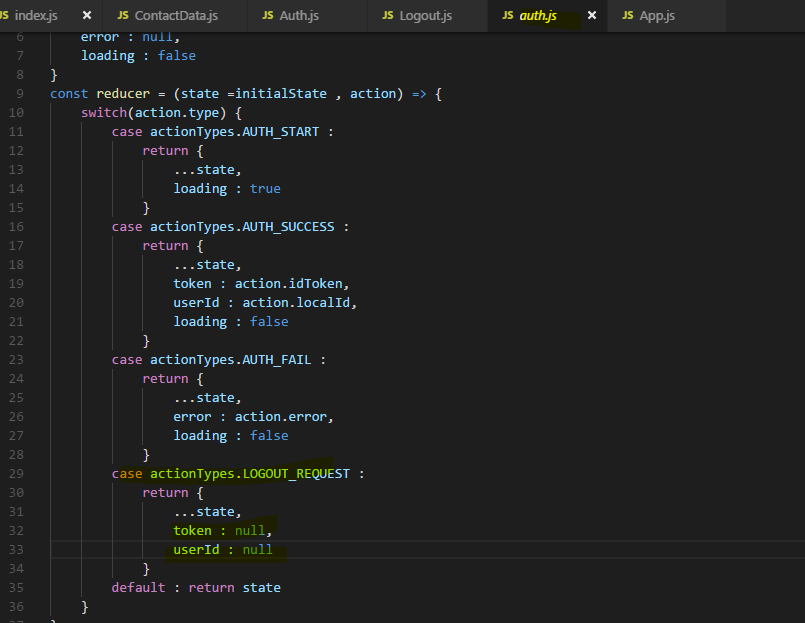 JS index.js × JS ContactData.js JS Auth.js JS Logout.js JS auth.js × JS App.js
6 error : null,
7 loading : false
8 }
9 const reducer = (state =initialState , action) => {
10 switch(action.type) {
11 case actionTypes.AUTH_START :
12 return {
13 ...state,
14 loading : true
15 }
16 case actionTypes.AUTH_SUCCESS :
17 return {
18 ...state,
19 token : action.idToken,
20 userId : action.localId,
21 loading : false
22 }
23 case actionTypes.AUTH_FAIL :
24 return {
25 ...state,
26 error : action.error,
27 loading : false
28 }
29 case actionTypes.LOGOUT_REQUEST :
30 return {
31 ...state,
32 token : null,
33 userId : null
34 }
35 default : return state
36 }
37 }